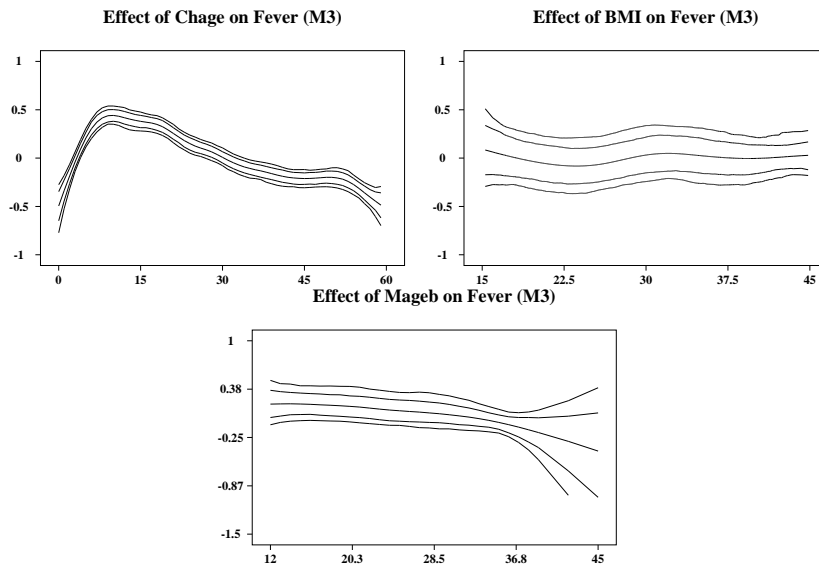 Effect of Chage on Fever (M3)
1
0.5
0
-0.5
-1
0 15 30 45 60
Effect of BMI on Fever (M3)
1
0.5
0
-0.5
-1
15 22.5 30 37.5 45
Effect of Mageb on Fever (M3)
1
0.38
-0.25
-0.87
-1.5
12 20.3 28.5 36.8 45